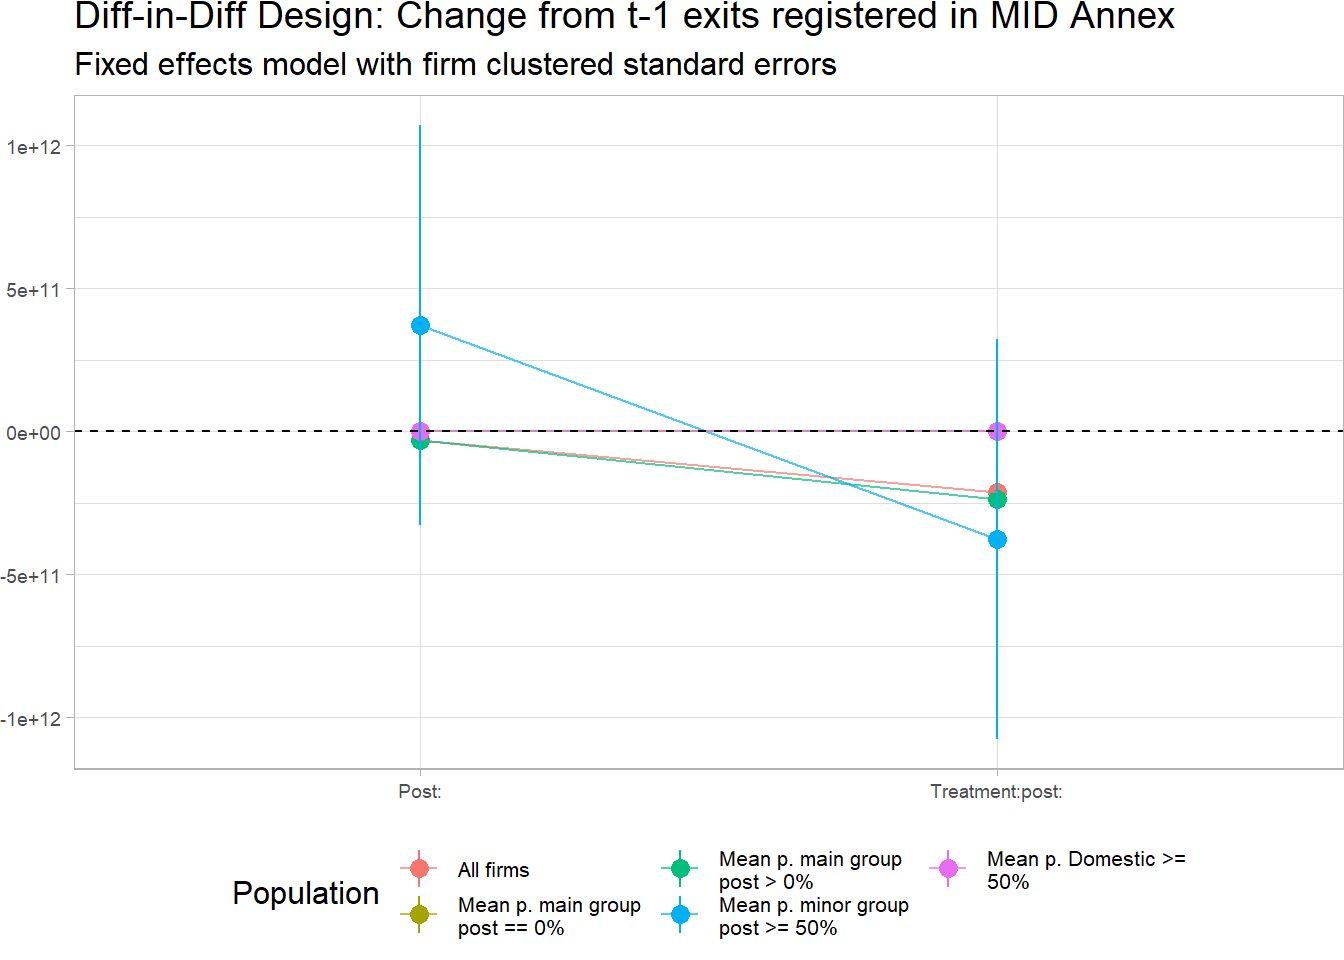 Diff-in-Diff Design: Change from t-1 exits registered in MID Annex
Fixed effects model with firm clustered standard errors
1e+12
5e+11
0e+00
-5e+11
-1e+12
Post:
Treatment:post:
Population
All firms
Mean p. main group
post == 0%
Mean p. main group
post > 0%
Mean p. minor group
post >= 50%
Mean p. Domestic >=
50%